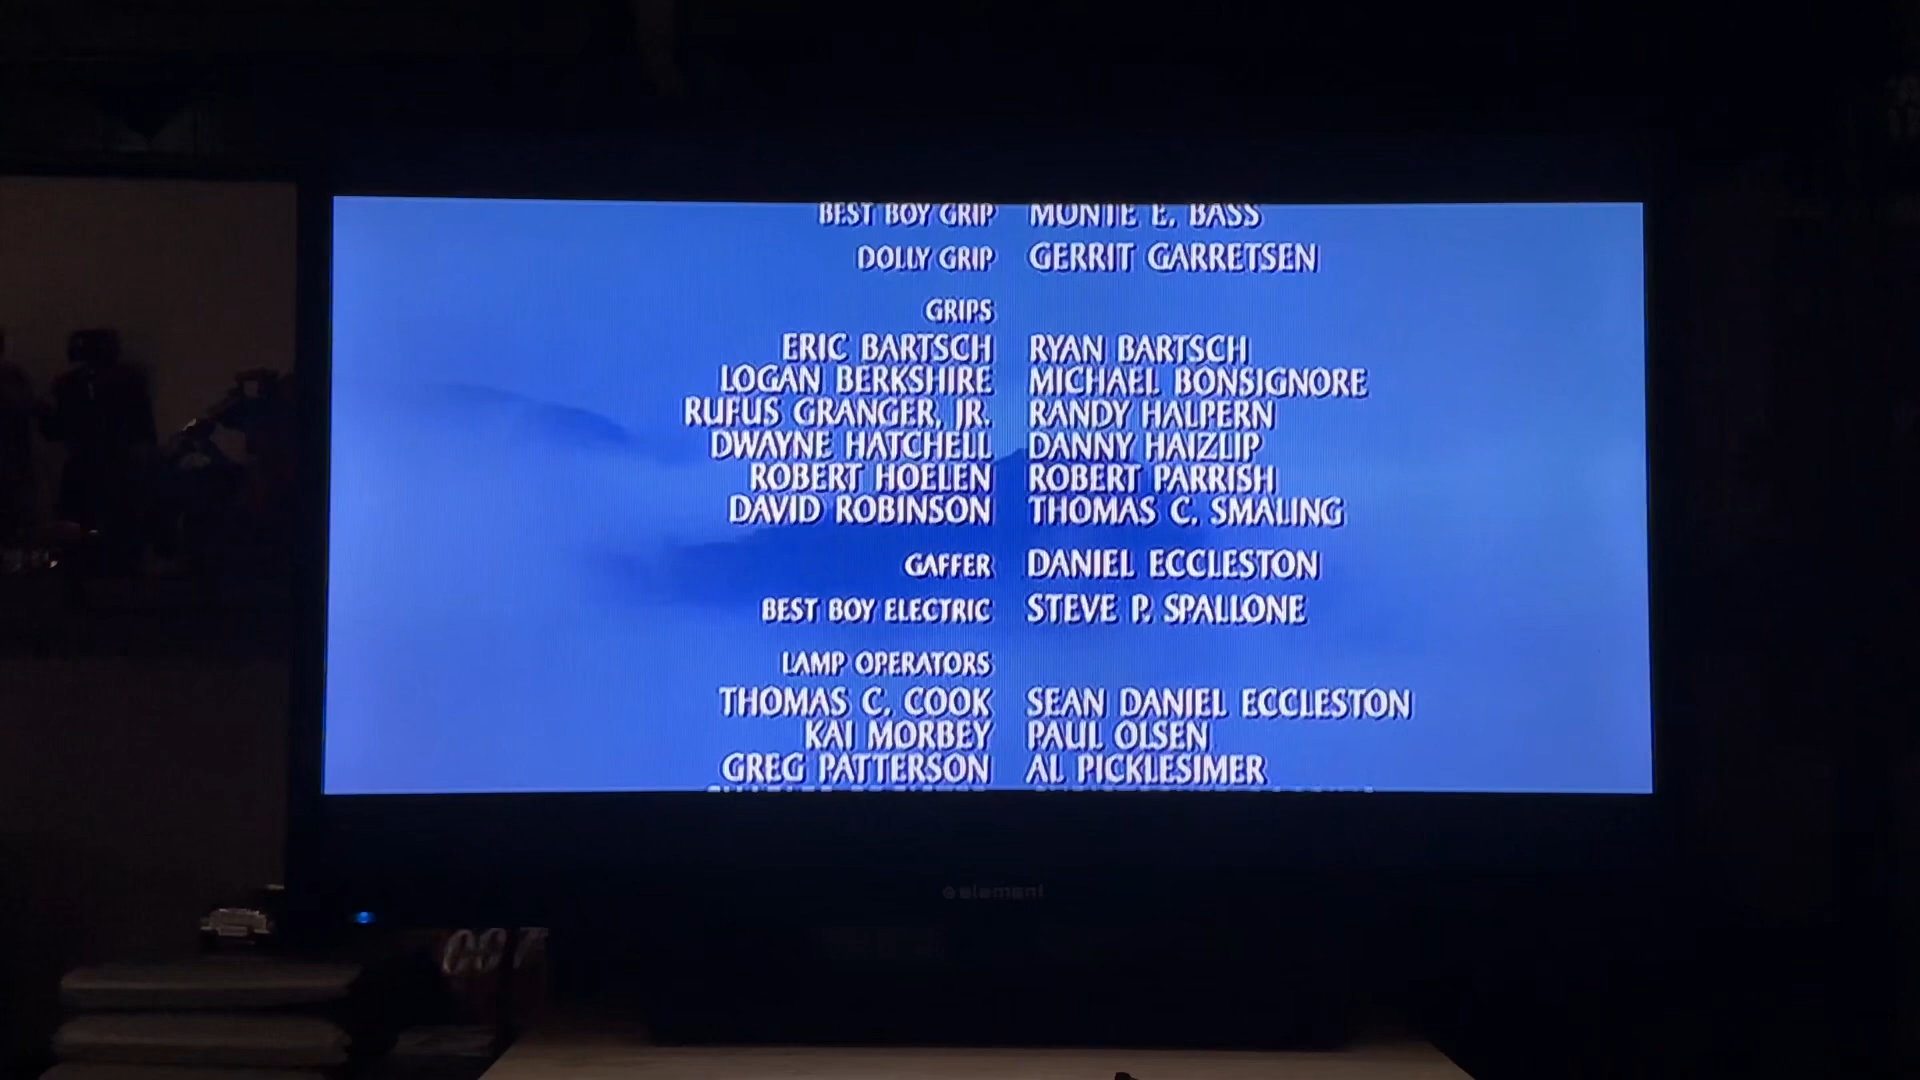 BEST BOY GRIP MONTE E. BASS
DOLLY GRIP GERRIT GARRETSEN
GRIPS
ERIC BARTSCH RYAN BARTSCH
LOGAN BERKSHIRE MICHAEL BONSIGNORE
RUFUS GRANGER, JR. RANDY HALPERN
DWAYNE HATCHELL DANNY HAIZLIP
ROBERT HOELEN ROBERT PARRISH
DAVID ROBINSON THOMAS C. SMALING
GAFFER DANIEL ECCLESTON
BEST BOY ELECTRIC STEVE P. SPALLONE
LAMP OPERATORS
THOMAS C. COOK SEAN DANIEL ECCLESTON
KAI MORBEY PAUL OLSEN
GREG PATTERSON AL PICKLESIMER
element